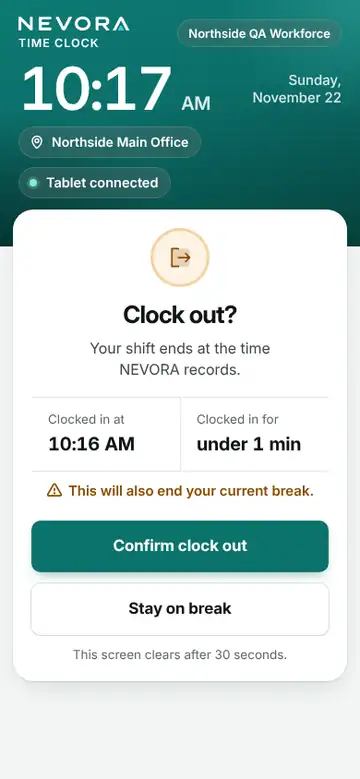 NEVORA
TIME CLOCK
Northside QA Workforce
10:17 AM
Sunday,
November 22
Northside Main Office
Tablet connected
Clock out?
Your shift ends at the time
NEVORA records.
Clocked in at
10:16 AM
Clocked in for
under 1 min
This will also end your current break.
Confirm clock out
Stay on break
This screen clears after 30 seconds.